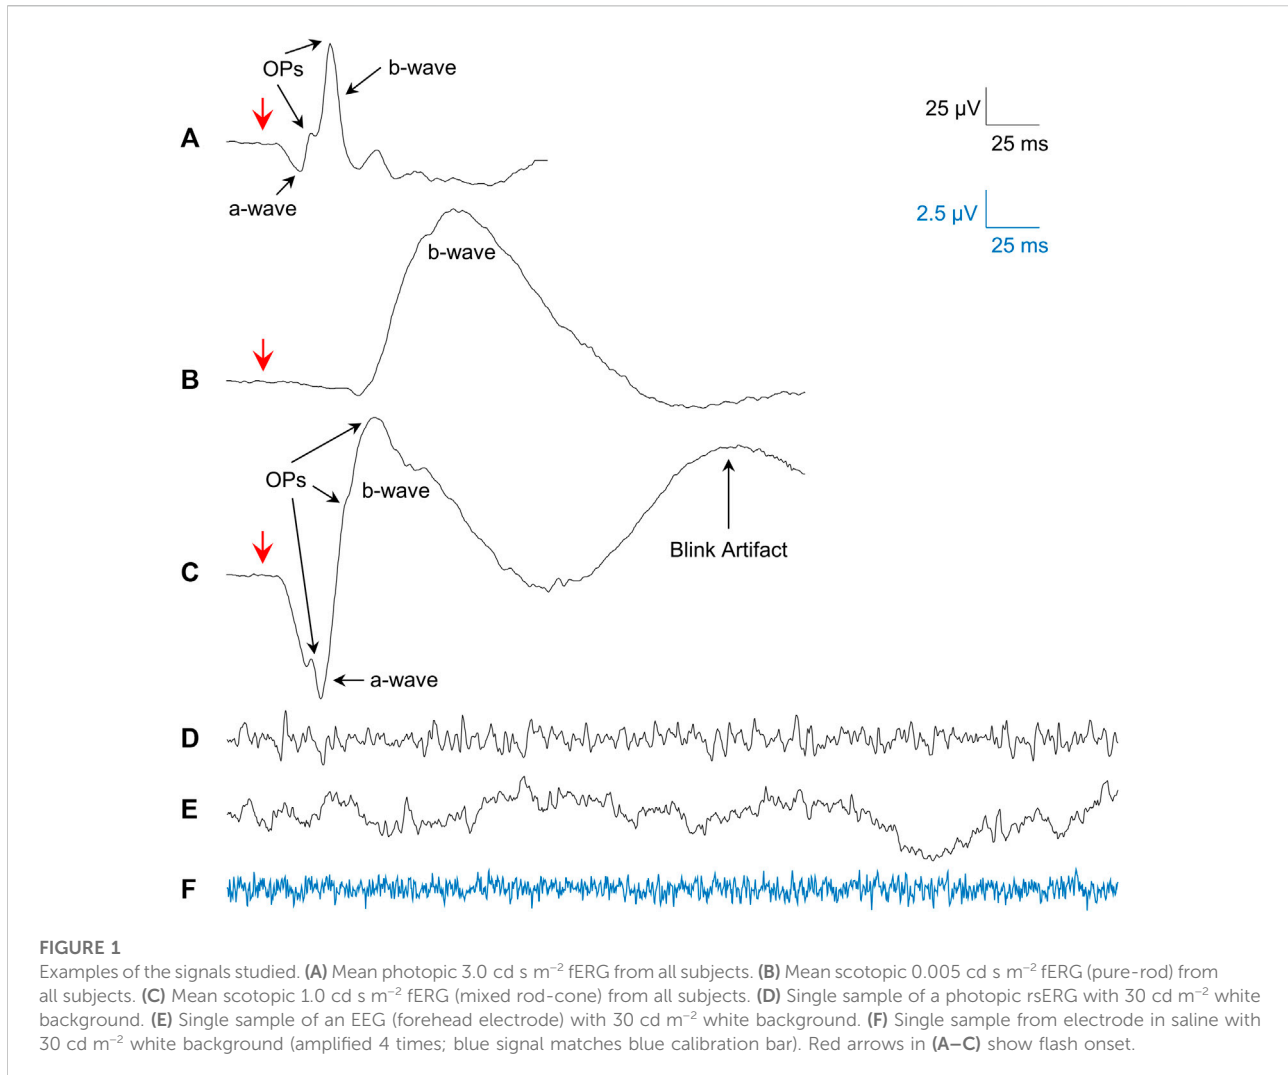 OPs
b-wave
A
a-wave
25 µV
25 ms
2.5 µV
25 ms
b-wave
B
OPs
b-wave
Blink Artifact
C
a-wave
D
E
F
FIGURE 1
Examples of the signals studied. (A) Mean photopic 3.0 cd s m⁻² fERG from all subjects. (B) Mean scotopic 0.005 cd s m⁻² fERG (pure-rod) from
all subjects. (C) Mean scotopic 1.0 cd s m⁻² fERG (mixed rod-cone) from all subjects. (D) Single sample of a photopic rsERG with 30 cd m⁻² white
background. (E) Single sample of an EEG (forehead electrode) with 30 cd m⁻² white background. (F) Single sample from electrode in saline with
30 cd m⁻² white background (amplified 4 times; blue signal matches blue calibration bar). Red arrows in (A–C) show flash onset.